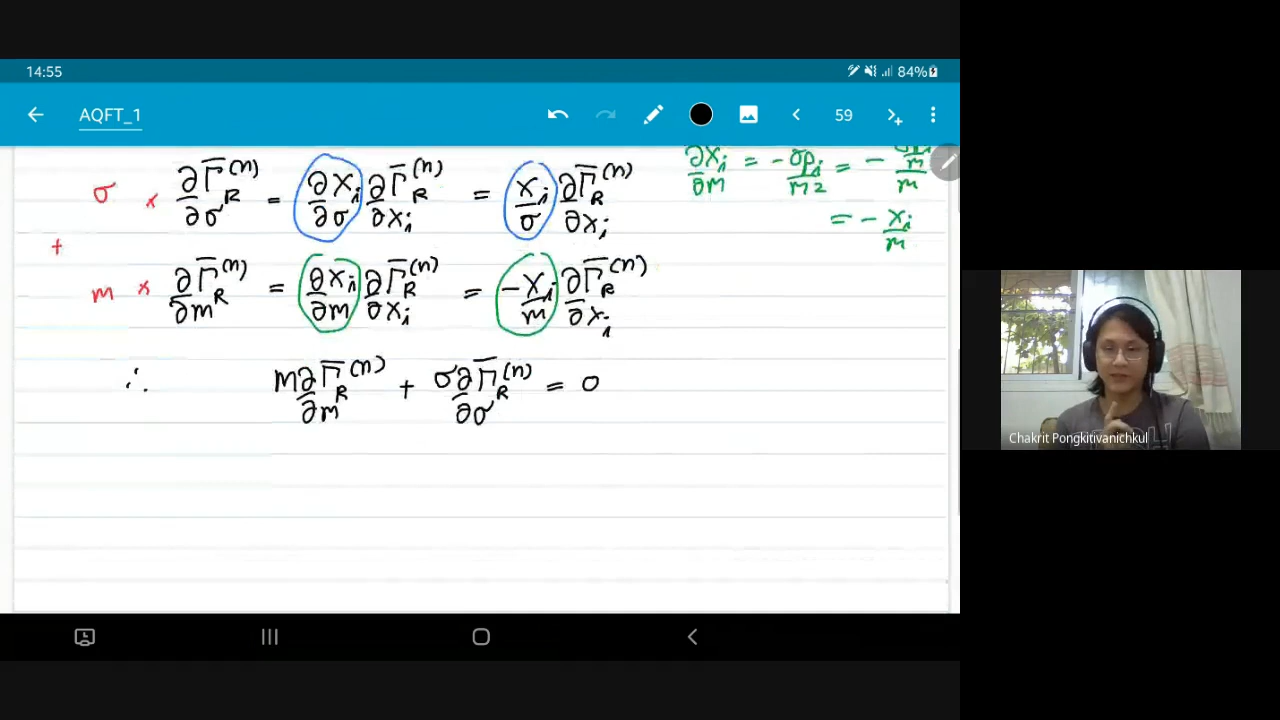 14:55 84%
AQFT_1 59
σ × ∂Γ̄_R^(n)/∂σ = ∂x_i/∂σ ∂Γ̄_R^(n)/∂x_i = x_i/σ ∂Γ̄_R^(n)/∂x_i
∂x_i/∂m = -σp_i/m² = -
= -x_i/m
+
m × ∂Γ̄_R^(n)/∂m = ∂x_i/∂m ∂Γ̄_R^(n)/∂x_i = -x_i/m ∂Γ̄_R^(n)/∂x_i
∴ m∂Γ̄_R^(n)/∂m + σ∂Γ̄_R^(n)/∂σ = 0
Chakrit Pongkitivanichkul